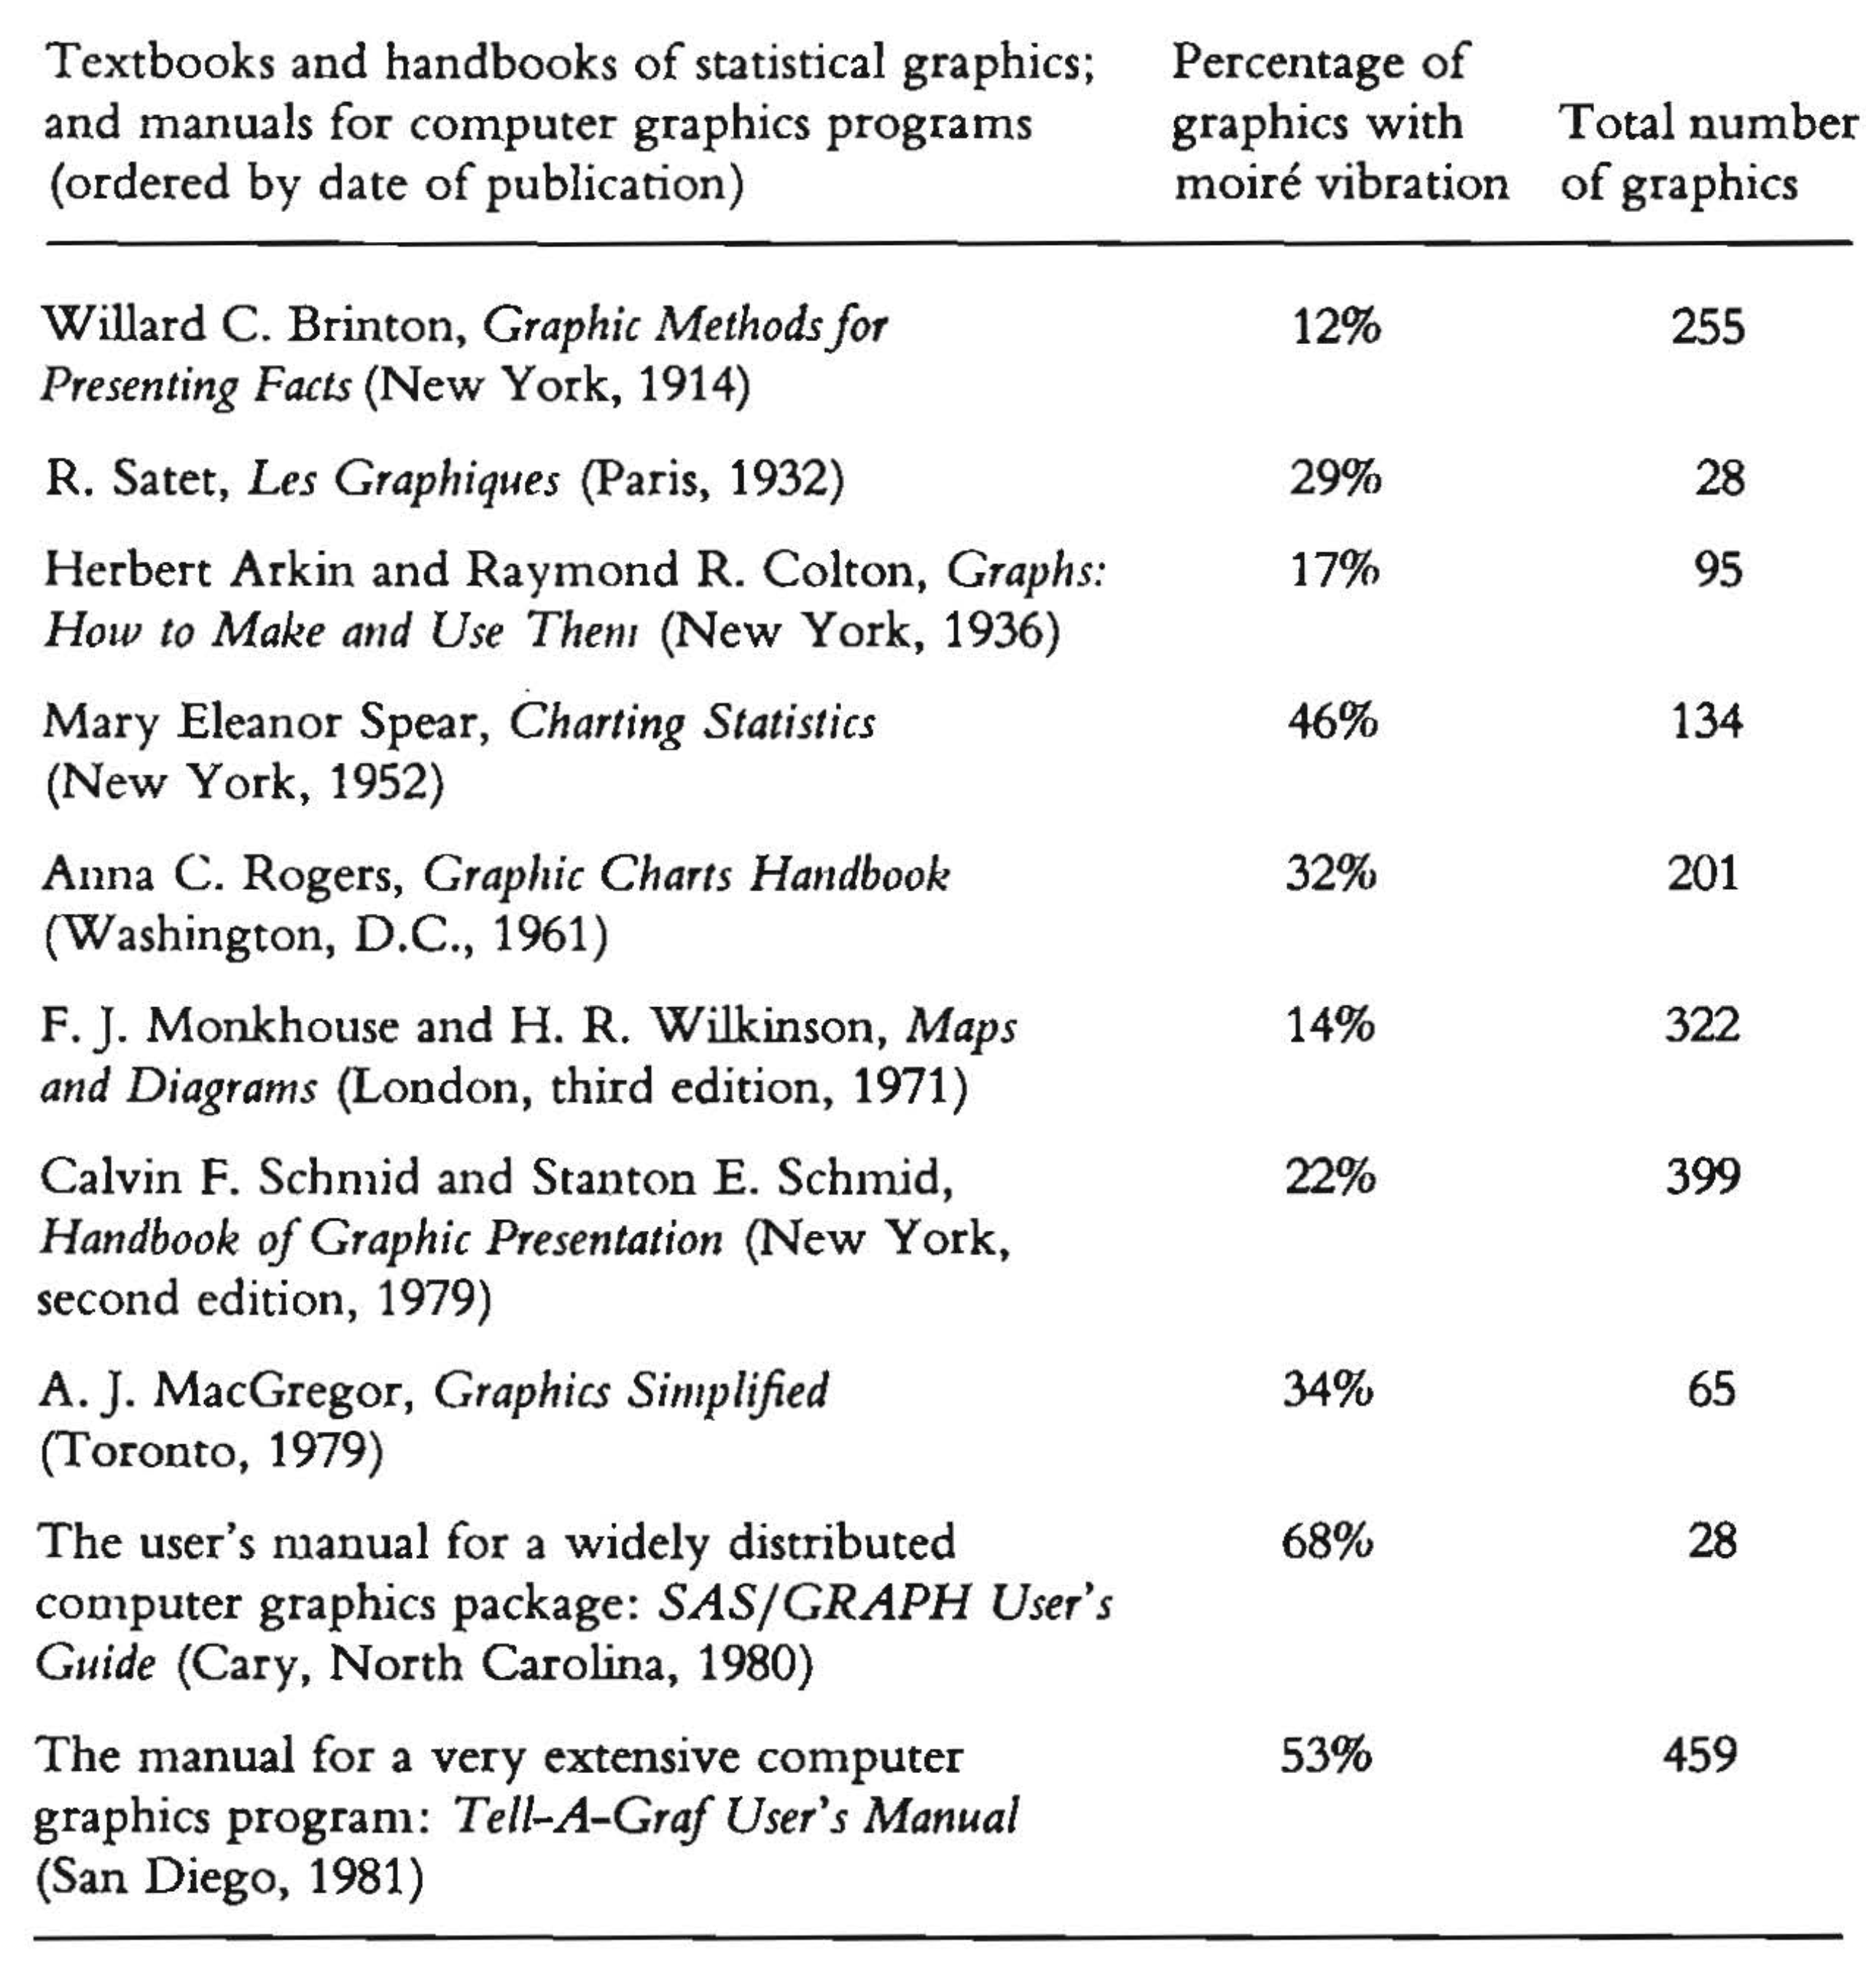 Textbooks and handbooks of statistical graphics;
and manuals for computer graphics programs
(ordered by date of publication)
Percentage of
graphics with
moiré vibration
Total number
of graphics
Willard C. Brinton, Graphic Methods for 12% 255
Presenting Facts (New York, 1914)
R. Satet, Les Graphiques (Paris, 1932) 29% 28
Herbert Arkin and Raymond R. Colton, Graphs: 17% 95
How to Make and Use Them (New York, 1936)
Mary Eleanor Spear, Charting Statistics 46% 134
(New York, 1952)
Anna C. Rogers, Graphic Charts Handbook 32% 201
(Washington, D.C., 1961)
F. J. Monkhouse and H. R. Wilkinson, Maps 14% 322
and Diagrams (London, third edition, 1971)
Calvin F. Schmid and Stanton E. Schmid, 22% 399
Handbook of Graphic Presentation (New York,
second edition, 1979)
A. J. MacGregor, Graphics Simplified 34% 65
(Toronto, 1979)
The user's manual for a widely distributed 68% 28
computer graphics package: SAS/GRAPH User's
Guide (Cary, North Carolina, 1980)
The manual for a very extensive computer 53% 459
graphics program: Tell-A-Graf User's Manual
(San Diego, 1981)